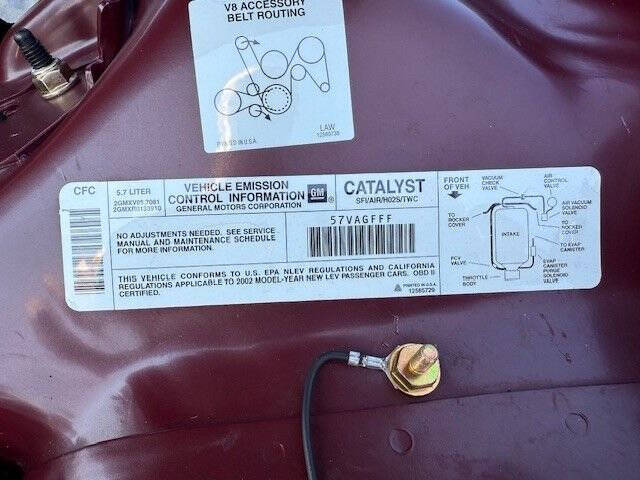 V8 ACCESSORY
BELT ROUTING
LAW
PRINTED IN U.S.A.
CFC
5.7 LITER
VEHICLE EMISSION
CONTROL INFORMATION
GENERAL MOTORS CORPORATION
GM
CATALYST
SFI/AIR/HO2S/TWC
57VAGFFF
NO ADJUSTMENTS NEEDED. SEE SERVICE
MANUAL AND MAINTENANCE SCHEDULE
FOR MORE INFORMATION.
THIS VEHICLE CONFORMS TO U.S. EPA NLEV REGULATIONS AND CALIFORNIA
REGULATIONS APPLICABLE TO 2002 MODEL-YEAR NEW LEV PASSENGER CARS. OBD II
CERTIFIED.
PRINTED IN U.S.A.
12565729
FRONT
OF VEH
VACUUM
CHECK
VALVE
AIR
CONTROL
VALVE
AIR VACUUM
SOLENOID
VALVE
TO
ROCKER
COVER
INTAKE
TO
ROCKER
COVER
TO EVAP
CANISTER
PCV
VALVE
EVAP
CANISTER
PURGE
SOLENOID
VALVE
THROTTLE
BODY